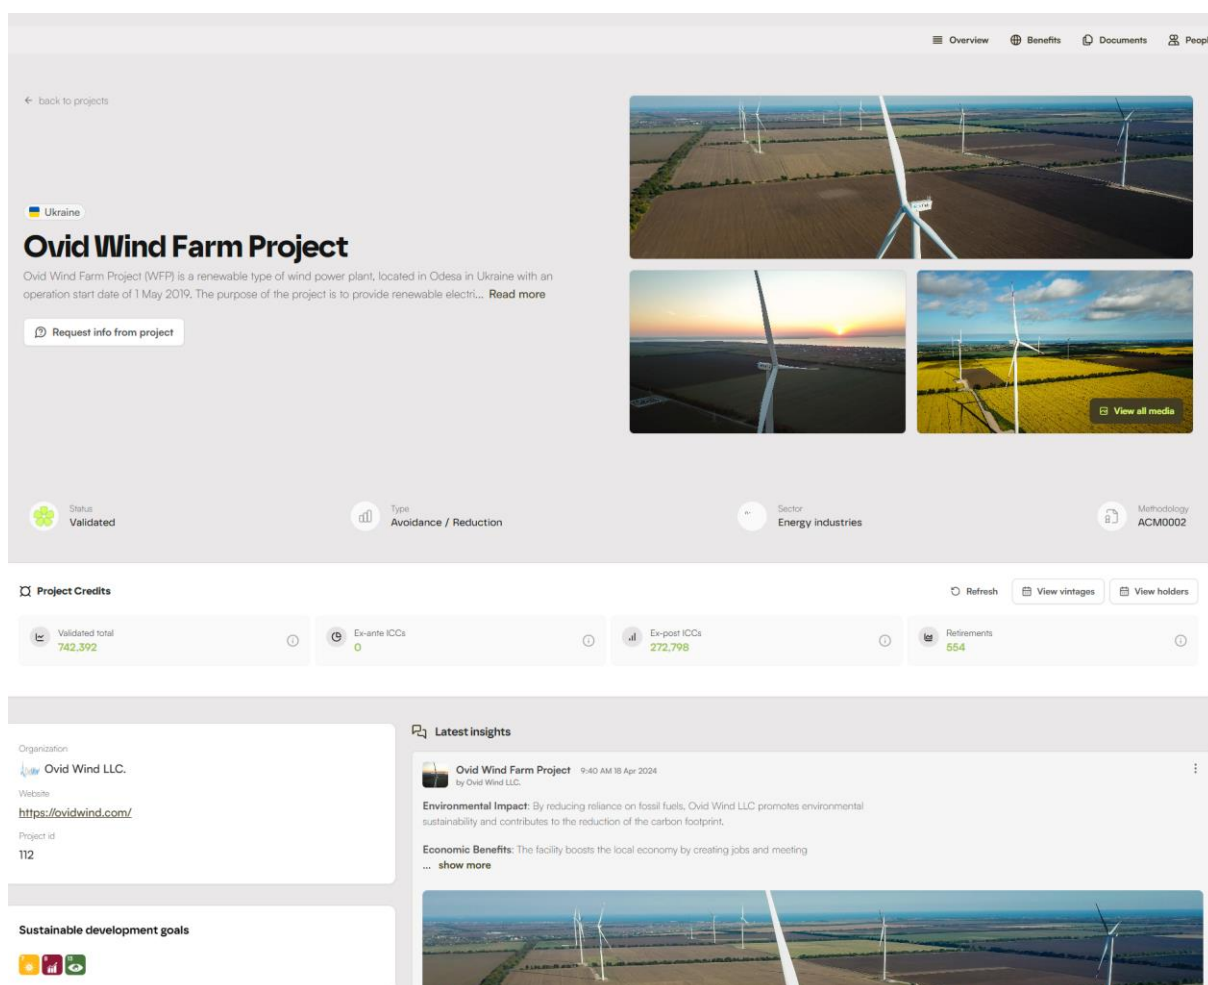 Overview Benefits Documents Peopl
back to projects
Ukraine
Ovid Wind Farm Project
Ovid Wind Farm Project (WFP) is a renewable type of wind power plant, located in Odesa in Ukraine with an
operation start date of 1 May 2019. The purpose of the project is to provide renewable electri... Read more
Request info from project
View all media
Status
Validated
Type
Avoidance / Reduction
Sector
Energy industries
Methodology
ACM0002
Project Credits
Refresh
View vintages
View holders
Validated total
742,392
Ex-ante ICCs
0
Ex-post ICCs
272,798
Retirements
554
Organization
Ovid Wind LLC.
Website
https://ovidwind.com/
Project id
112
Sustainable development goals
Latest insights
Ovid Wind Farm Project 9:40 AM 18 Apr 2024
by Ovid Wind LLC.
Environmental Impact: By reducing reliance on fossil fuels, Ovid Wind LLC promotes environmental
sustainability and contributes to the reduction of the carbon footprint.
Economic Benefits: The facility boosts the local economy by creating jobs and meeting
... show more